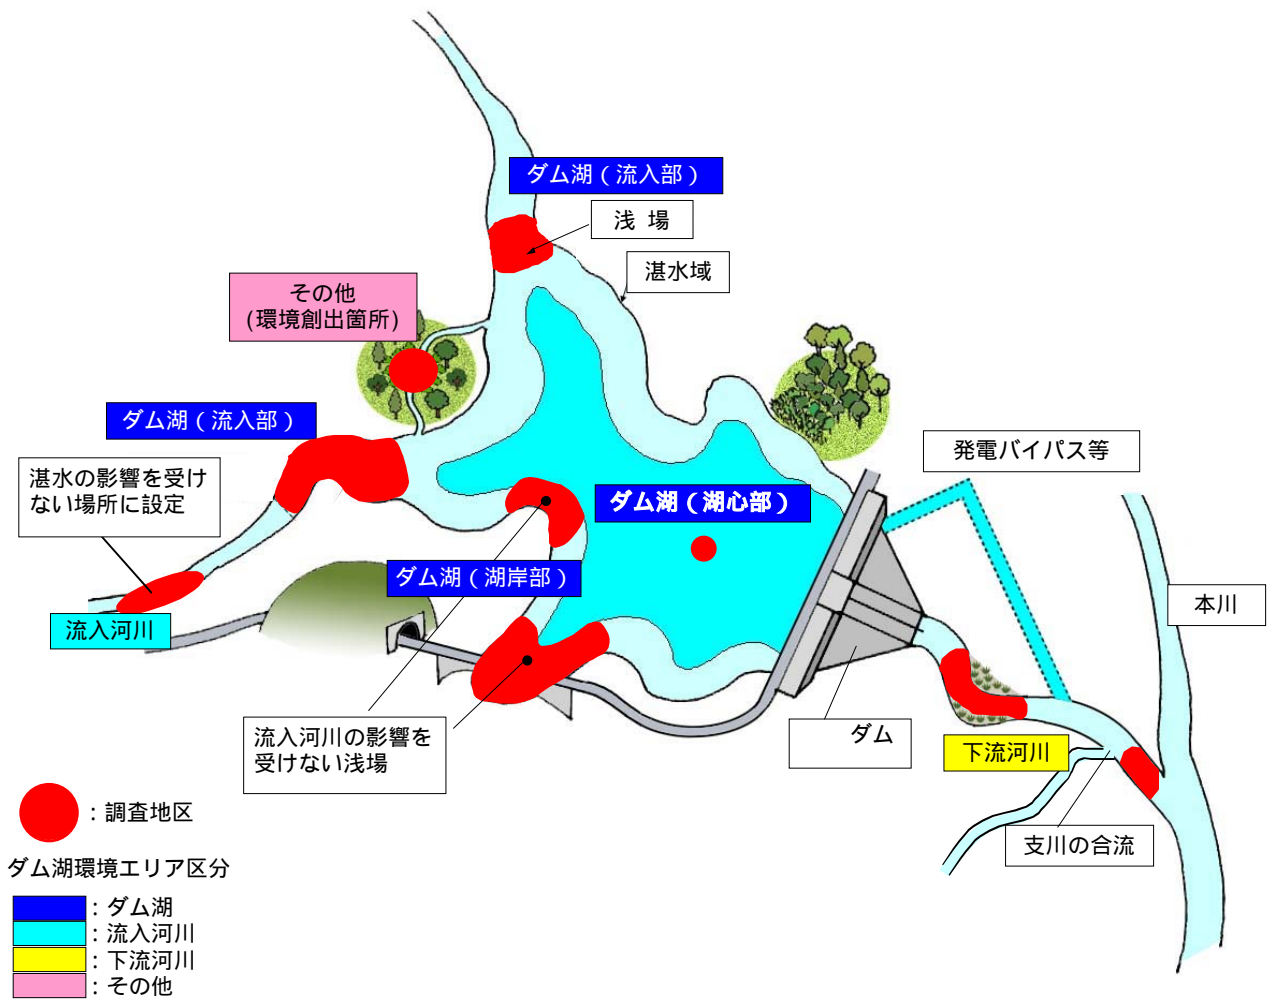 ダム湖（流入部）
浅 場
湛水域
その他
(環境創出箇所)
ダム湖（流入部）
発電バイパス等
湛水の影響を受け
ない場所に設定
ダム湖（湖心部）
ダム湖（湖岸部）
本川
流入河川
流入河川の影響を
受けない浅場
ダム
下流河川
支川の合流
：調査地区
ダム湖環境エリア区分
：ダム湖
：流入河川
：下流河川
：その他